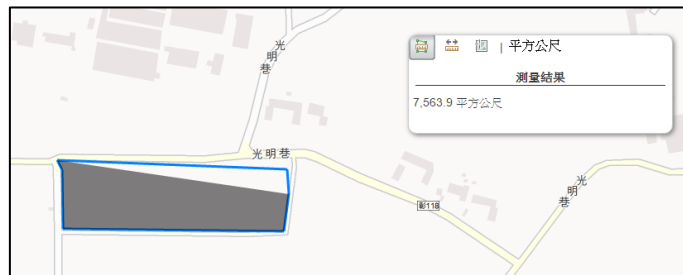 光明巷
| 平方公尺
測量結果
7,563.9 平方公尺
光明巷
光明巷
彰118